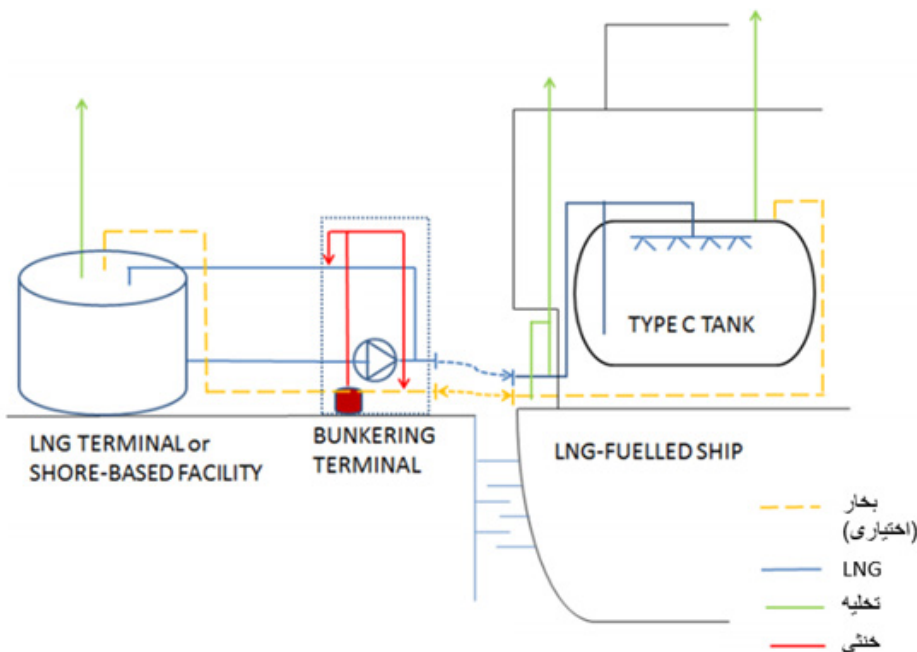 TYPE C TANK
LNG TERMINAL or
SHORE-BASED FACILITY
BUNKERING
TERMINAL
LNG-FUELLED SHIP
بخار
(اختیاری)
LNG
تخلیه
خنثی